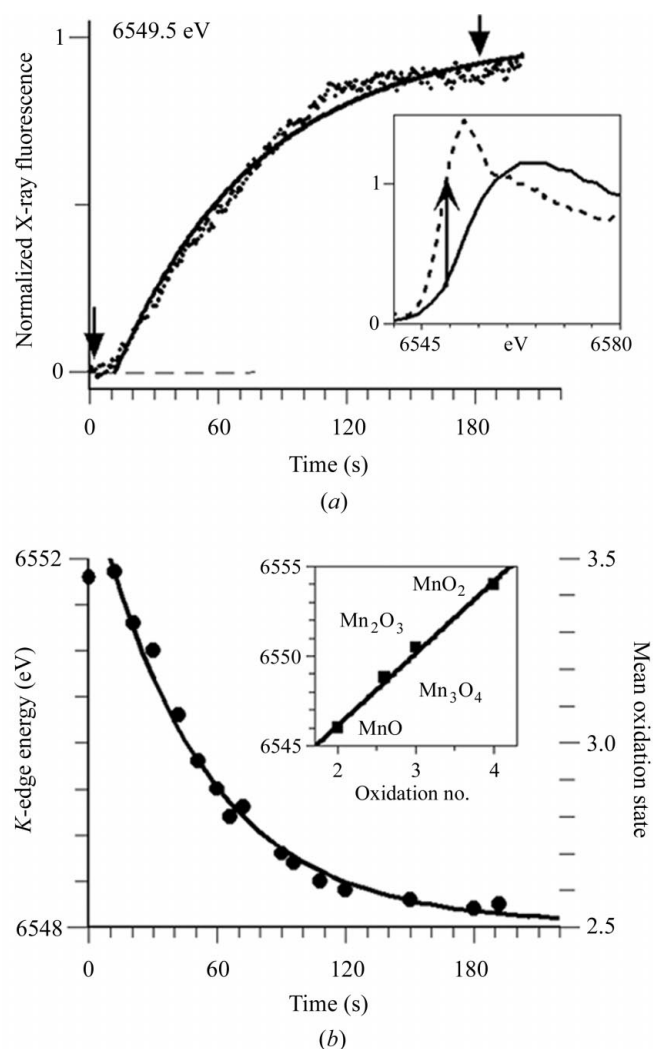 1
6549.5 eV
Normalized X-ray fluorescence
1
0
6545
eV
6580
0
0
60
120
180
Time (s)
(a)
6552
6555
3.5
MnO2
Mn2O3
6550
K-edge energy (eV)
Mn3O4
3.0
Mean oxidation state
MnO
6545
2
3
4
Oxidation no.
6548
2.5
0
60
120
180
Time (s)
(b)